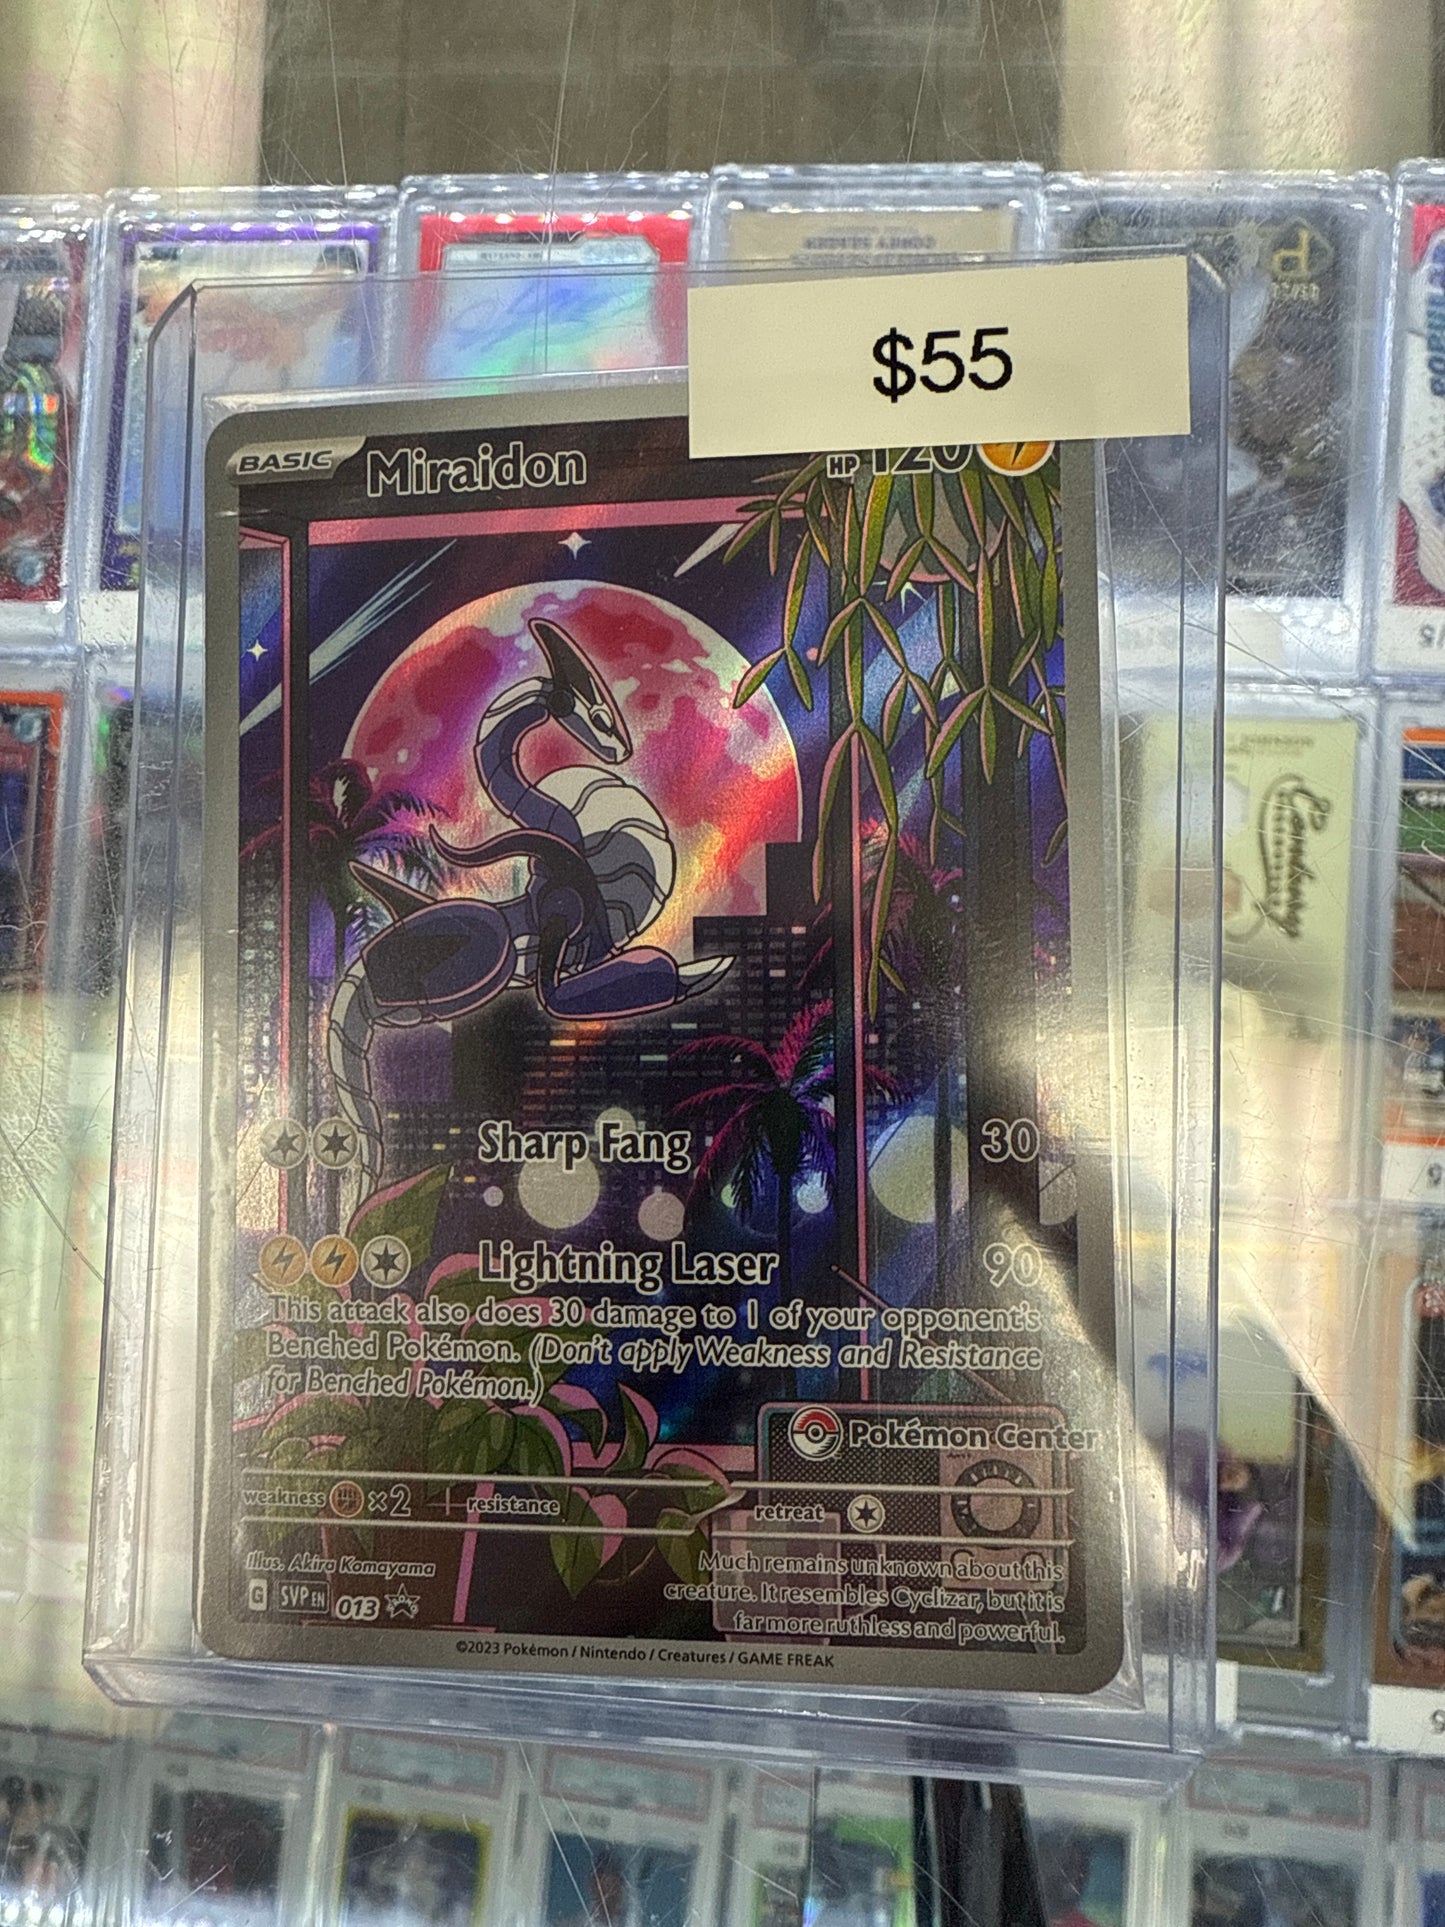 $55
BASIC Miraidon HP 120
Sharp Fang 30
Lightning Laser 90
This attack also does 30 damage to 1 of your opponent's
Benched Pokémon. (Don't apply Weakness and Resistance
for Benched Pokémon.)
Pokémon Center
weakness ×2 resistance retreat
Illus. Akira Komayama
G SVP EN 013
Much remains unknown about this
creature. It resembles Cyclizar, but it is
far more ruthless and powerful.
©2023 Pokémon / Nintendo / Creatures / GAME FREAK